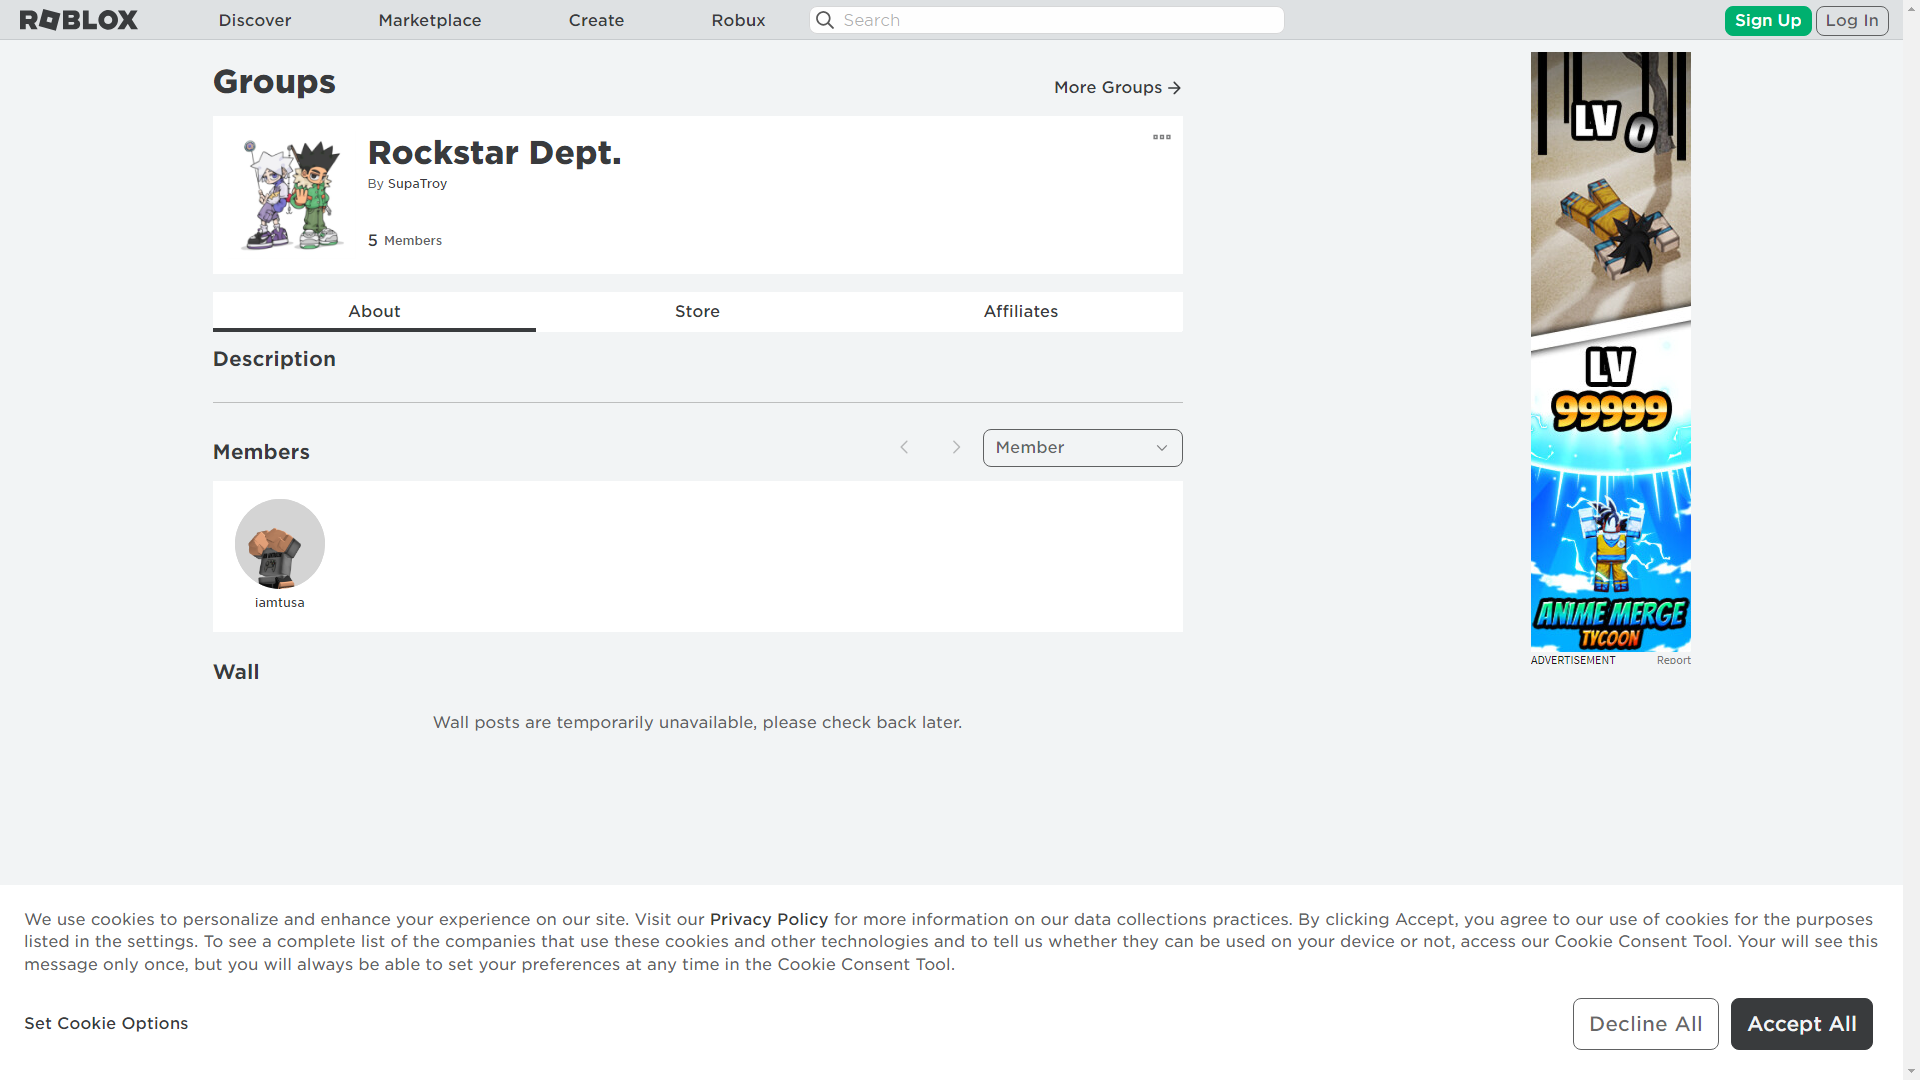 ROBLOX
Discover
Marketplace
Create
Robux
Search
Sign Up
Log In
Groups
More Groups
Rockstar Dept.
By SupaTroy
5 Members
About
Store
Affiliates
Description
Members
Member
iamtusa
Wall
Wall posts are temporarily unavailable, please check back later.
LV 0
LV
99999
ANIME MERGE
TYCOON
ADVERTISEMENT
Report
We use cookies to personalize and enhance your experience on our site. Visit our Privacy Policy for more information on our data collections practices. By clicking Accept, you agree to our use of cookies for the purposes
listed in the settings. To see a complete list of the companies that use these cookies and other technologies and to tell us whether they can be used on your device or not, access our Cookie Consent Tool. Your will see this
message only once, but you will always be able to set your preferences at any time in the Cookie Consent Tool.
Set Cookie Options
Decline All
Accept All